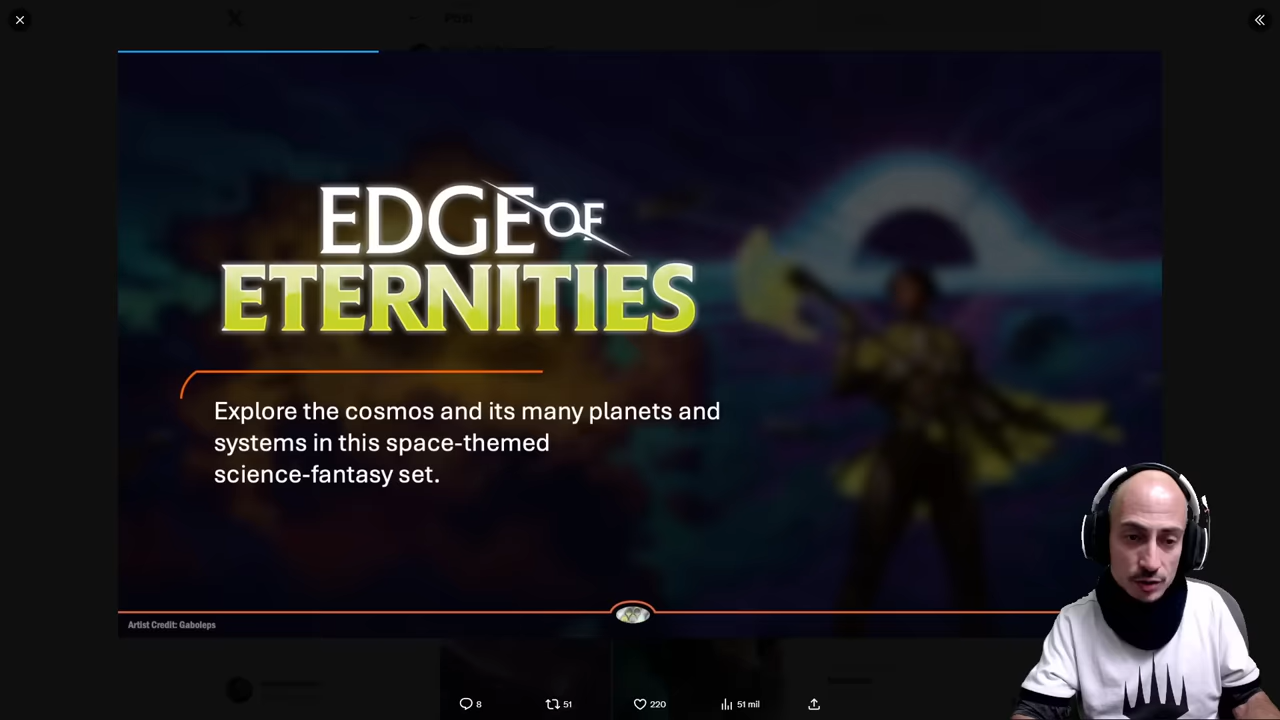 Post
EDGE OF
ETERNITIES
Explore the cosmos and its many planets and
systems in this space-themed
science-fantasy set.
Artist Credit: Gaboleps
8 51 220 51 mil